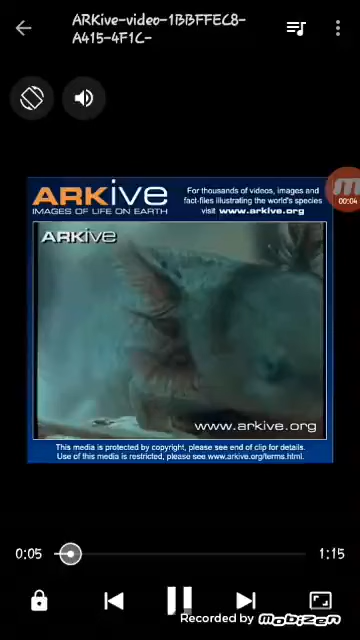 ARKive-video-1BBFFEC8-
A415-4F1C-
ARKive
IMAGES OF LIFE ON EARTH
For thousands of videos, images and
fact-files illustrating the world's species
visit www.arkive.org
00:04
ARKive
www.arkive.org
This media is protected by copyright, please see end of clip for details.
Use of this media is restricted, please see www.arkive.org/terms.html.
0:05
1:15
Recorded by mobizen